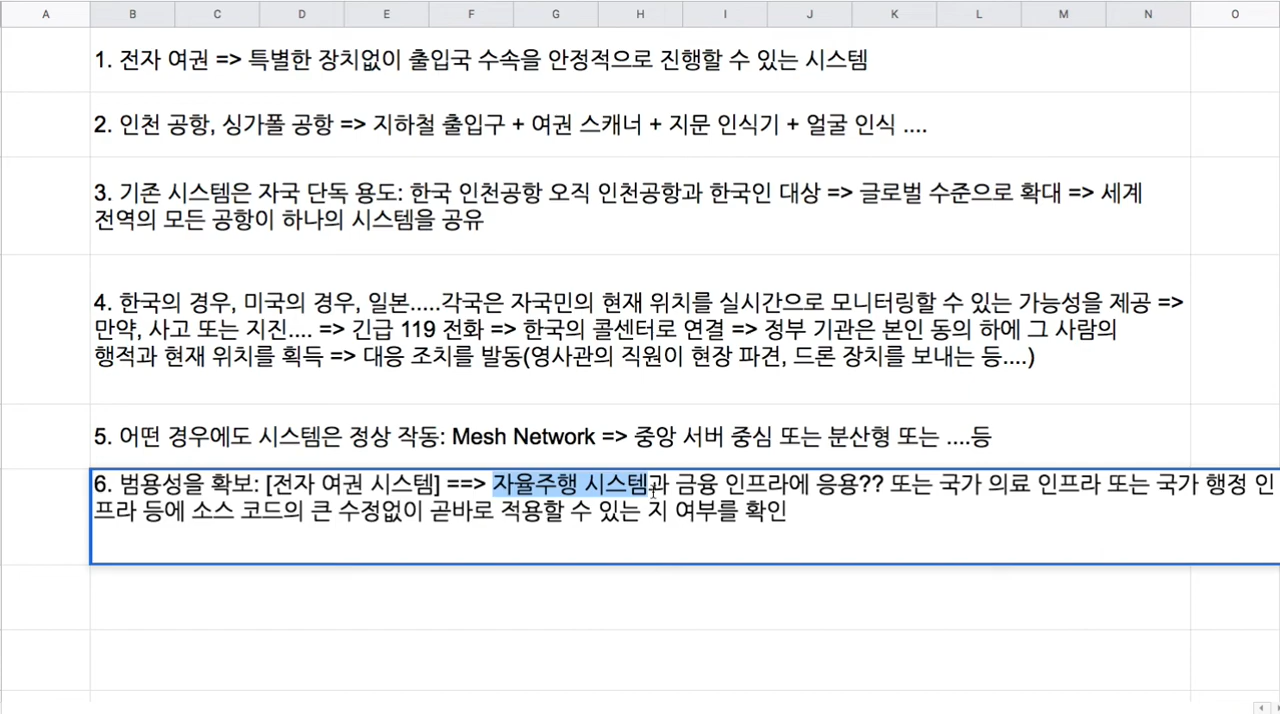 A B C D E F G H I J K L M N O
1. 전자 여권 => 특별한 장치없이 출입국 수속을 안정적으로 진행할 수 있는 시스템
2. 인천 공항, 싱가폴 공항 => 지하철 출입구 + 여권 스캐너 + 지문 인식기 + 얼굴 인식 ....
3. 기존 시스템은 자국 단독 용도: 한국 인천공항 오직 인천공항과 한국인 대상 => 글로벌 수준으로 확대 => 세계
전역의 모든 공항이 하나의 시스템을 공유
4. 한국의 경우, 미국의 경우, 일본.....각국은 자국민의 현재 위치를 실시간으로 모니터링할 수 있는 가능성을 제공 =>
만약, 사고 또는 지진.... => 긴급 119 전화 => 한국의 콜센터로 연결 => 정부 기관은 본인 동의 하에 그 사람의
행적과 현재 위치를 획득 => 대응 조치를 발동(영사관의 직원이 현장 파견, 드론 장치를 보내는 등....)
5. 어떤 경우에도 시스템은 정상 작동: Mesh Network => 중앙 서버 중심 또는 분산형 또는 ....등
6. 범용성을 확보: [전자 여권 시스템] ==> 자율주행 시스템과 금융 인프라에 응용?? 또는 국가 의료 인프라 또는 국가 행정 인
프라 등에 소스 코드의 큰 수정없이 곧바로 적용할 수 있는 지 여부를 확인